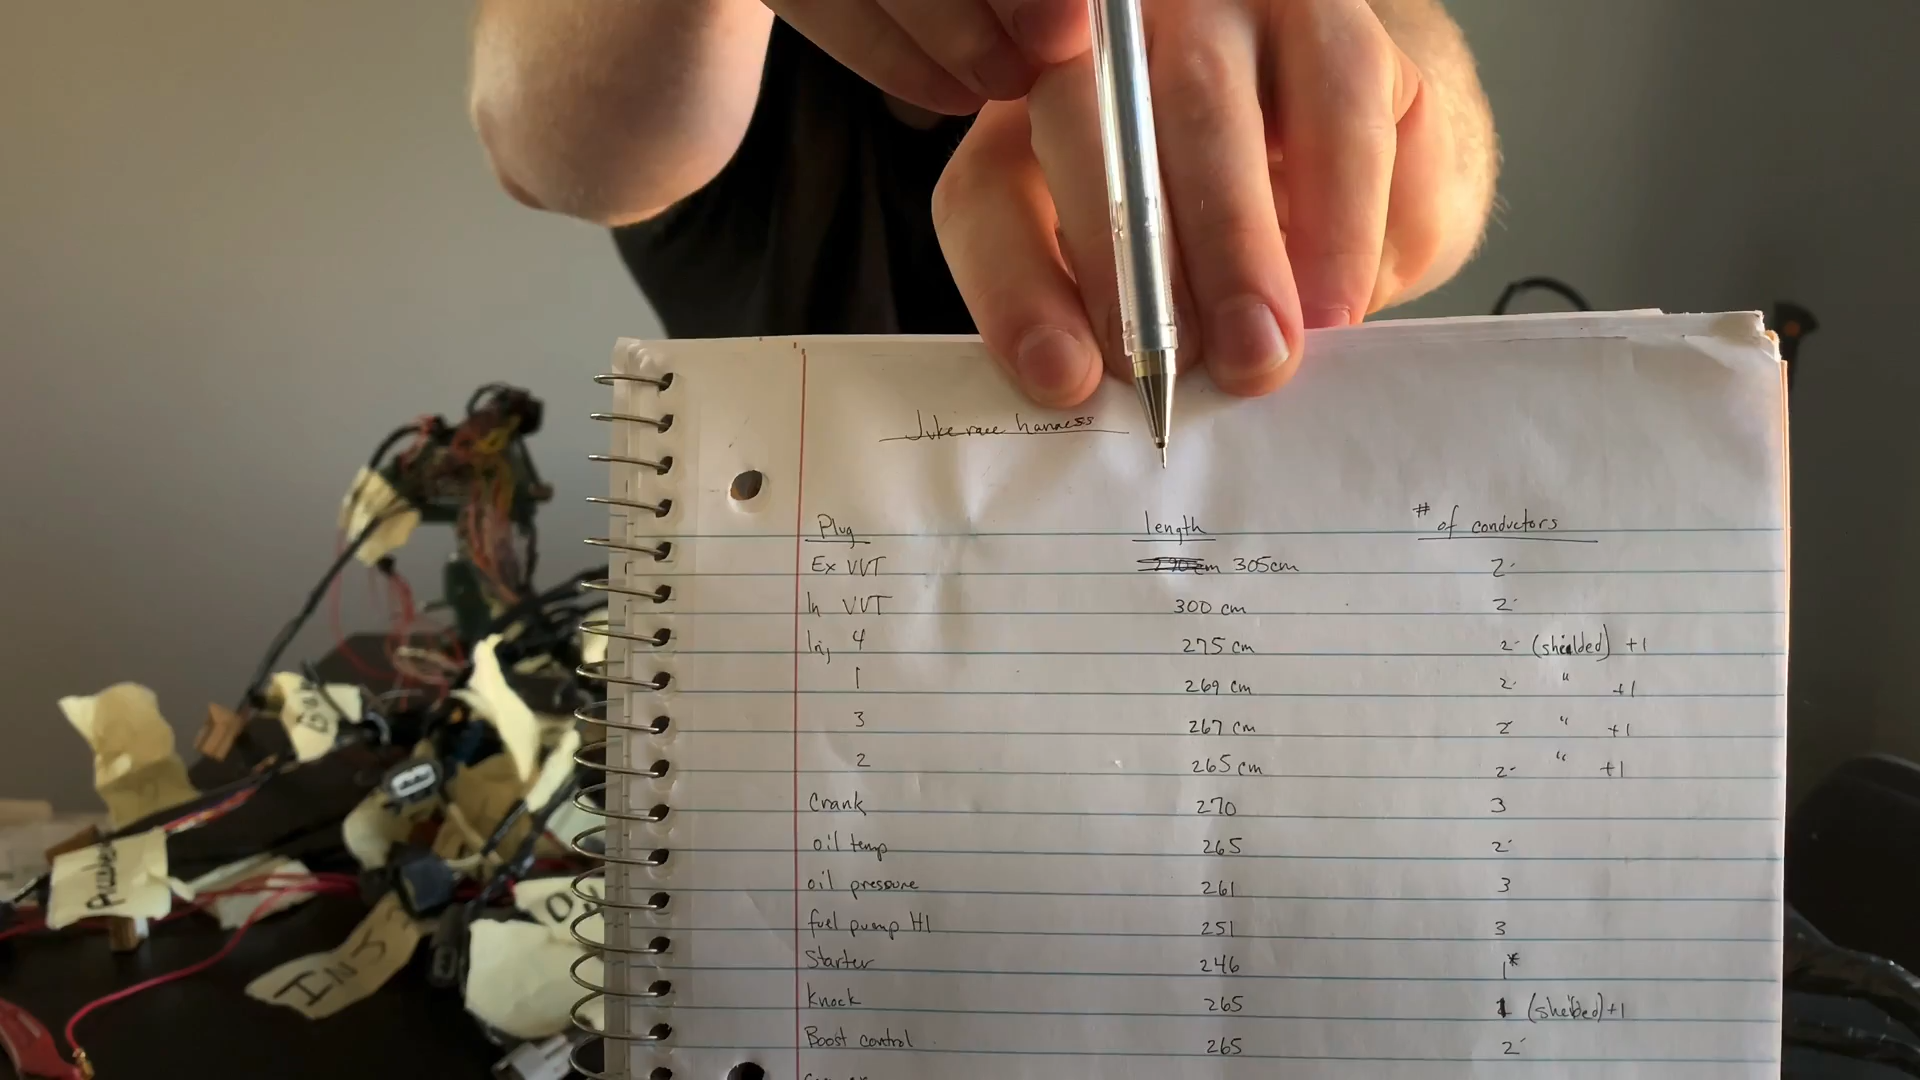 Juke race harness
Plug length # of conductors
Ex VVT 305cm 2
In VVT 300 cm 2
Inj 4 275 cm 2 (shielded) +1
1 269 cm 2 " +1
3 267 cm 2 " +1
2 265 cm 2 " +1
Crank 270 3
oil temp 265 2
oil pressure 261 3
fuel pump H1 251 3
Starter 246 1*
Knock 265 1 (sheilded) +1
Boost control 265 2
INJ